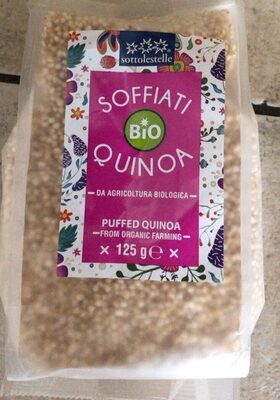 sottolestelle
SOFFIATI
BiO
QUINOA
DA AGRICOLTURA BIOLOGICA
PUFFED QUINOA
FROM ORGANIC FARMING
125 g ℮